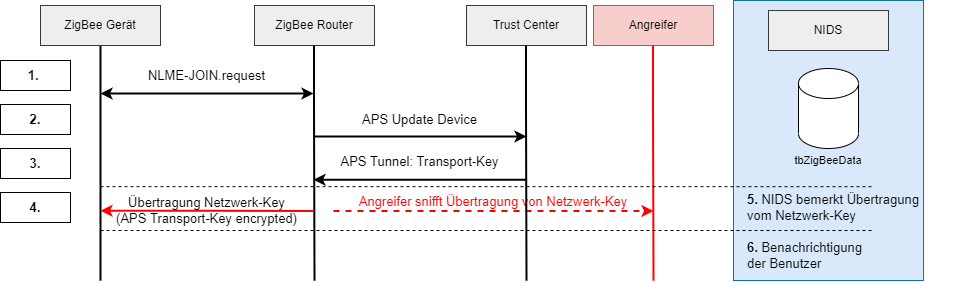 ZigBee Gerät
ZigBee Router
Trust Center
Angreifer
NIDS
1.
NLME-JOIN.request
2.
APS Update Device
tbZigBeeData
3.
APS Tunnel: Transport-Key
4.
Übertragung Netzwerk-Key
(APS Transport-Key encrypted)
Angreifer snifft Übertragung von Netzwerk-Key
5. NIDS bemerkt Übertragung
vom Netzwerk-Key
6. Benachrichtigung
der Benutzer